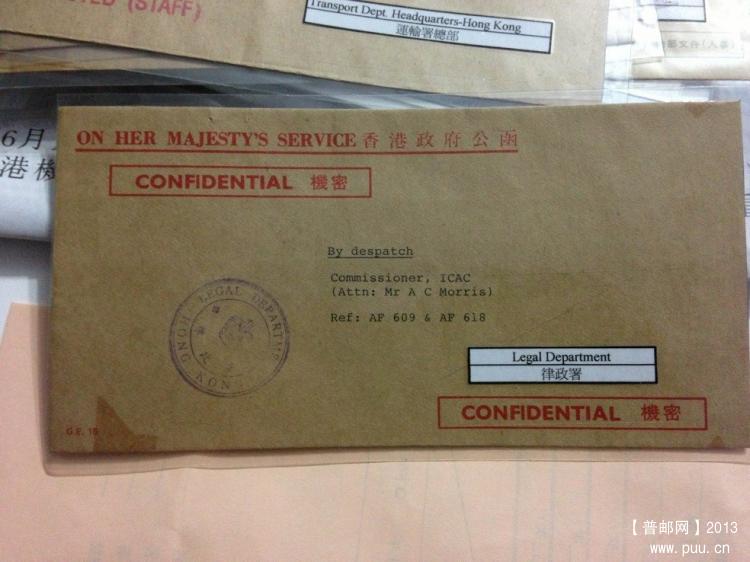 (STAFF)
Transport Dept. Headquarters-Hong Kong
運輸署總部
6月
港機
ON HER MAJESTY'S SERVICE 香港政府公函
CONFIDENTIAL 機密
By despatch
Commissioner, ICAC
(Attn: Mr A C Morris)
Ref: AF 609 & AF 618
LEGAL DEPARTMENT
HONG KONG
Legal Department
律政署
CONFIDENTIAL 機密
G.F. 15
【普邮网】2013
www.puu.cn